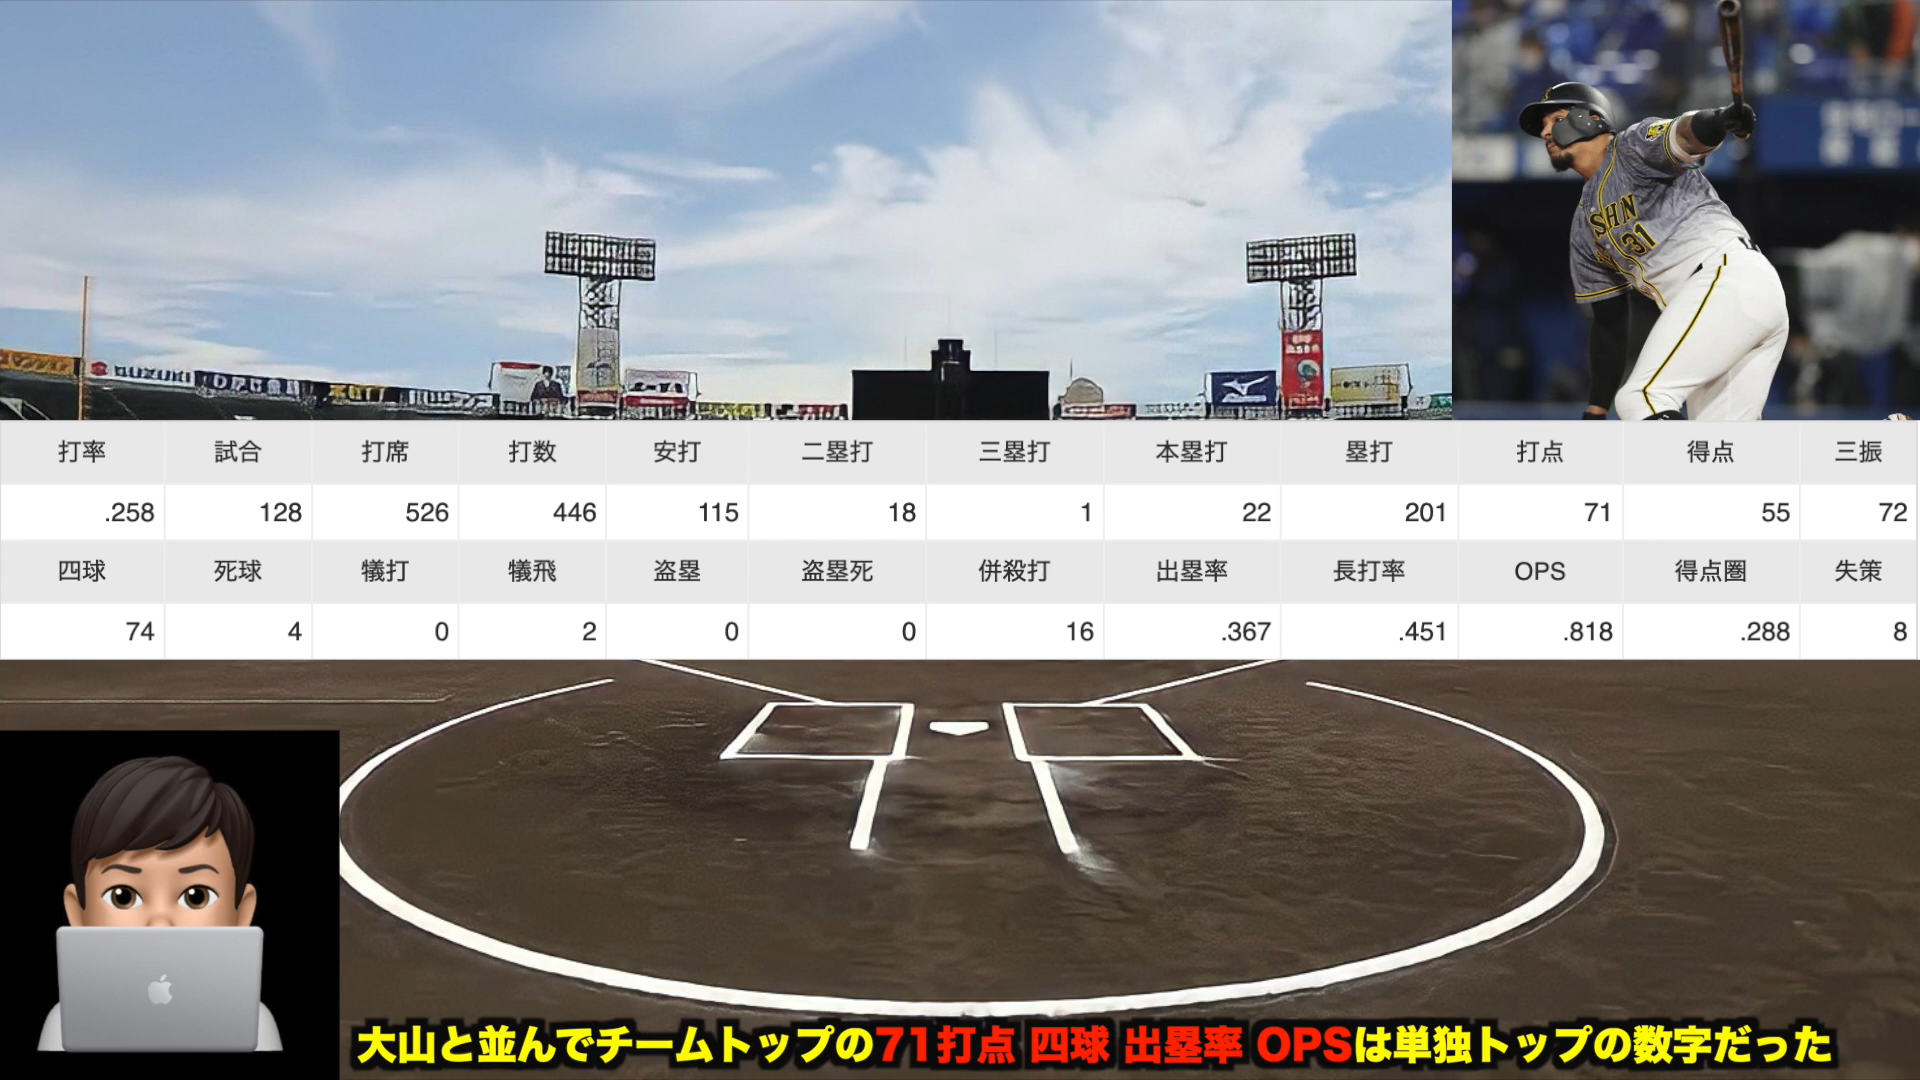 SUZUKI
SHN
31
打率 試合 打席 打数 安打 二塁打 三塁打 本塁打 塁打 打点 得点 三振
.258 128 526 446 115 18 1 22 201 71 55 72
四球 死球 犠打 犠飛 盗塁 盗塁死 併殺打 出塁率 長打率 OPS 得点圏 失策
74 4 0 2 0 0 16 .367 .451 .818 .288 8
大山と並んでチームトップの71打点 四球 出塁率 OPSは単独トップの数字だった